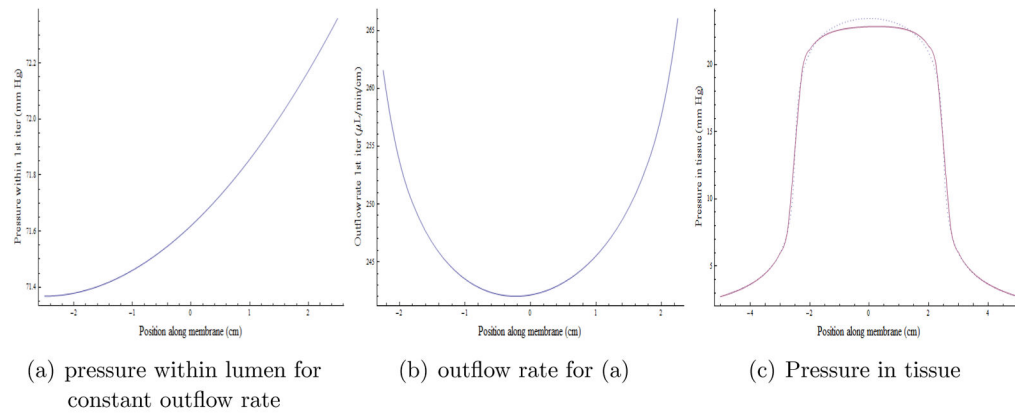 Pressure within 1st iter (mm Hg)
72.2
72.0
71.8
71.6
71.4
-2
-1
0
1
2
Position along membrane (cm)
(a) pressure within lumen for
constant outflow rate
Outflow rate 1st iter (μL/min/cm)
265
260
255
250
245
-2
-1
0
1
2
Position along membrane (cm)
(b) outflow rate for (a)
Pressure in tissue (mm Hg)
20
15
10
5
-4
-2
0
2
4
Position along membrane (cm)
(c) Pressure in tissue